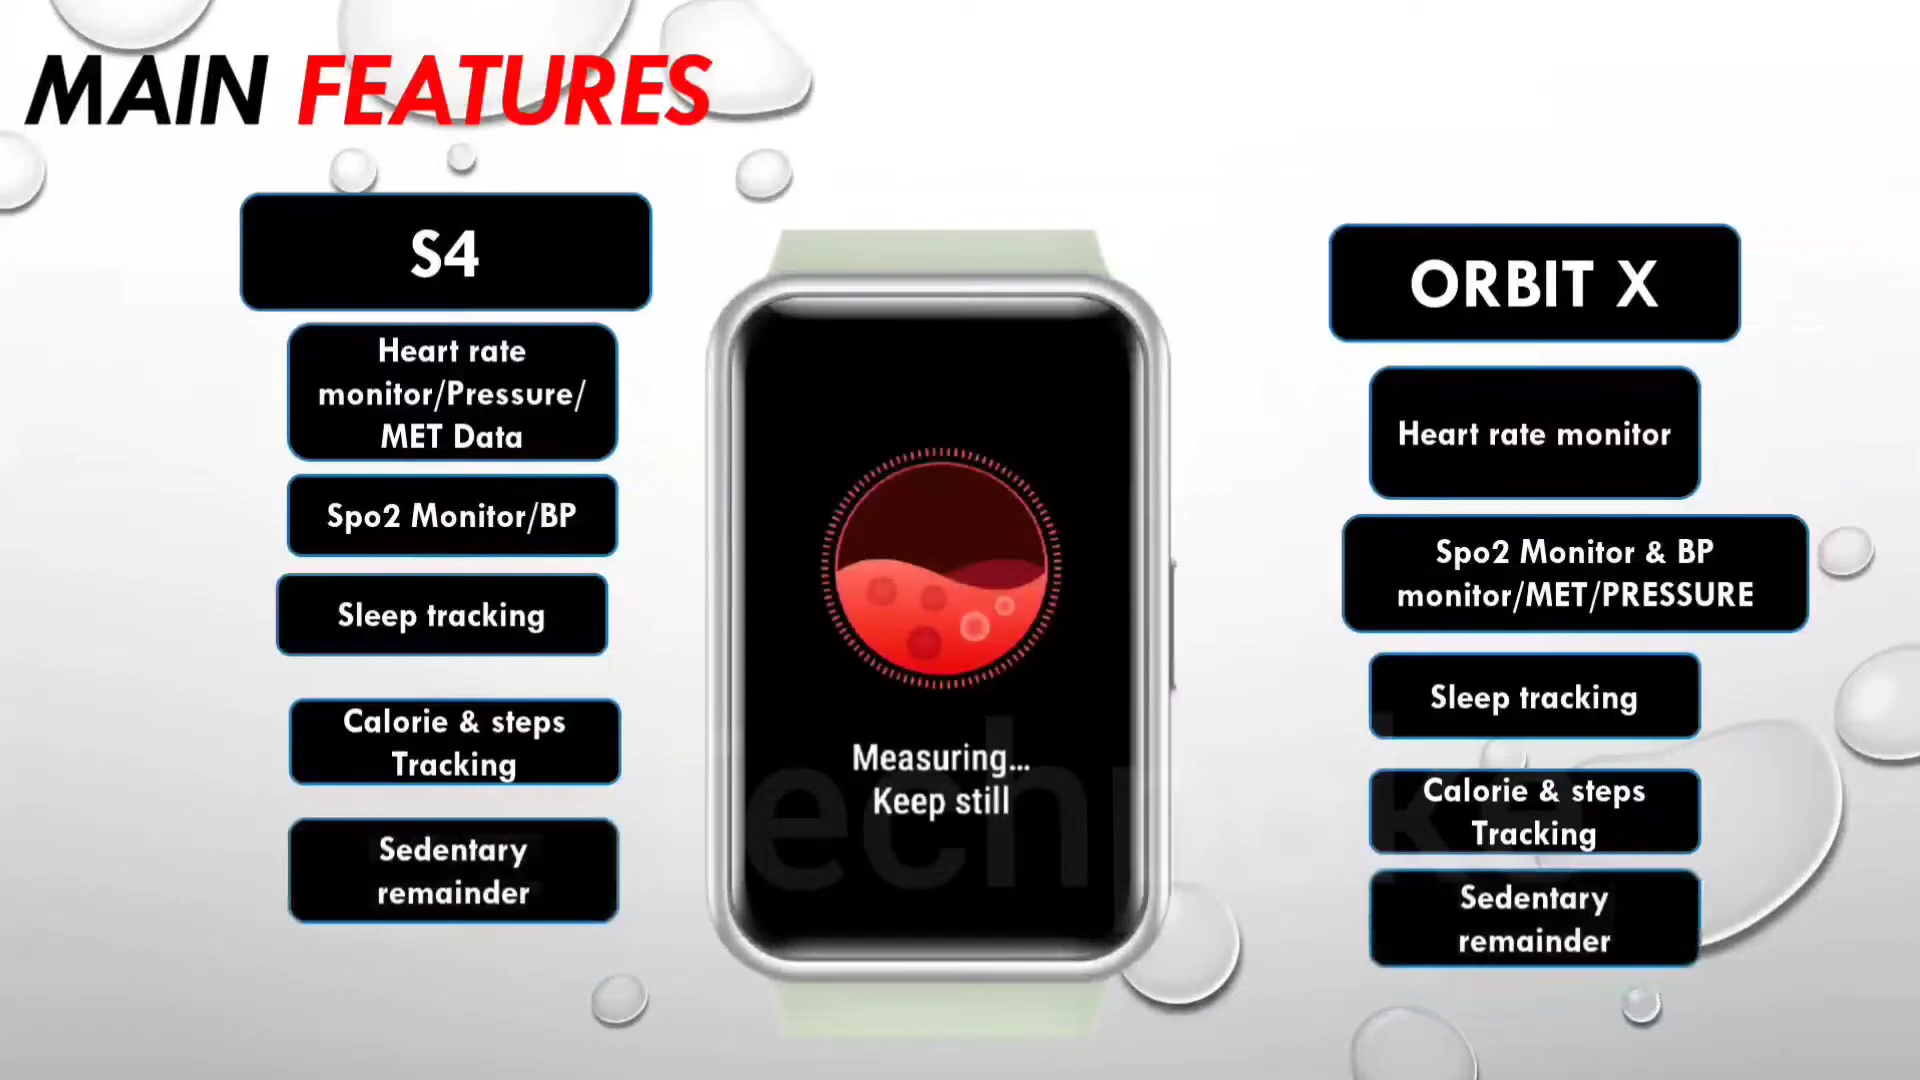 MAIN FEATURES
S4
Heart rate
monitor/Pressure/
MET Data
Spo2 Monitor/BP
Sleep tracking
Calorie & steps
Tracking
Sedentary
remainder
Measuring...
Keep still
ORBIT X
Heart rate monitor
Spo2 Monitor & BP
monitor/MET/PRESSURE
Sleep tracking
Calorie & steps
Tracking
Sedentary
remainder